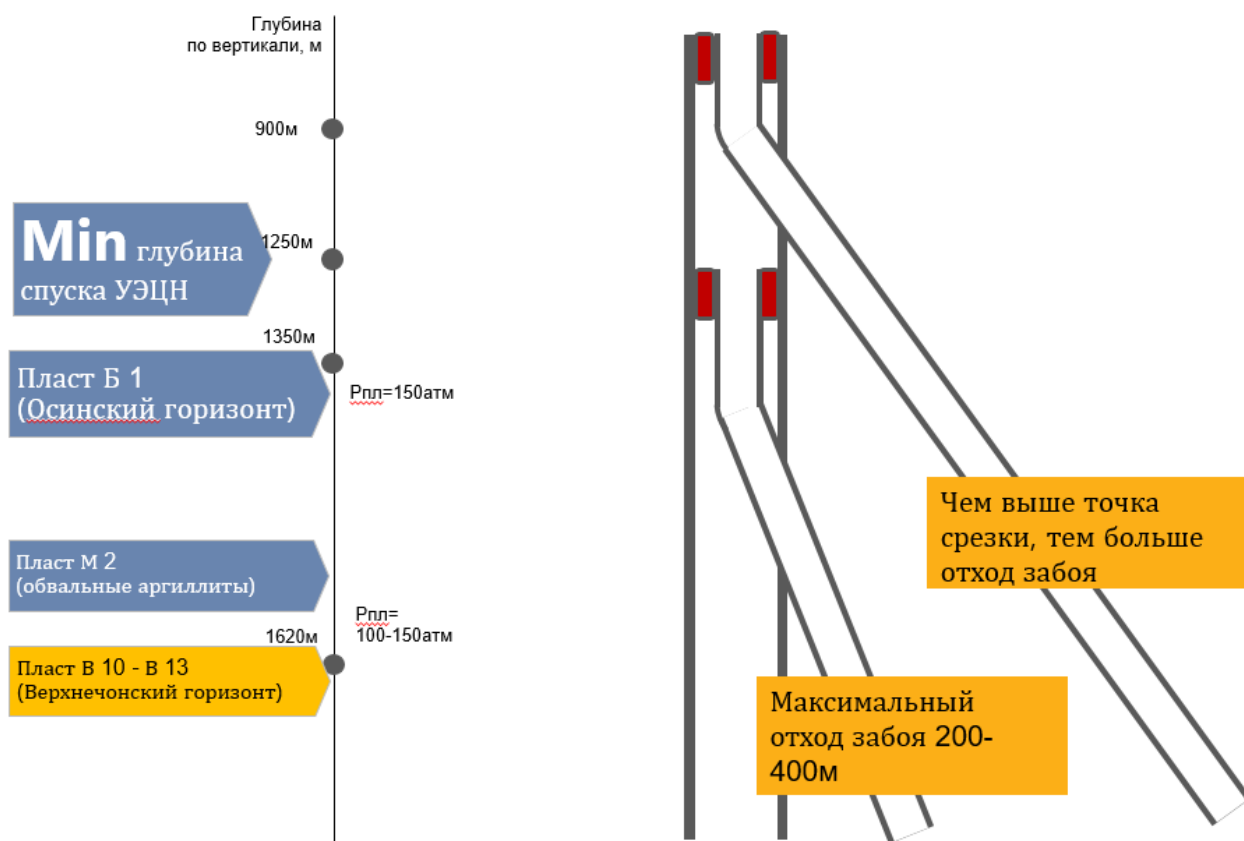 Глубина
по вертикали, м
900м
Min глубина
спуска УЭЦН
1250м
1350м
Пласт Б 1
(Осинский горизонт)
Рпл=150атм
Пласт М 2
(обвальные аргиллиты)
Рпл=
100-150атм
1620м
Пласт В 10 - В 13
(Верхнечонский горизонт)
Чем выше точка
срезки, тем больше
отход забоя
Максимальный
отход забоя 200-
400м